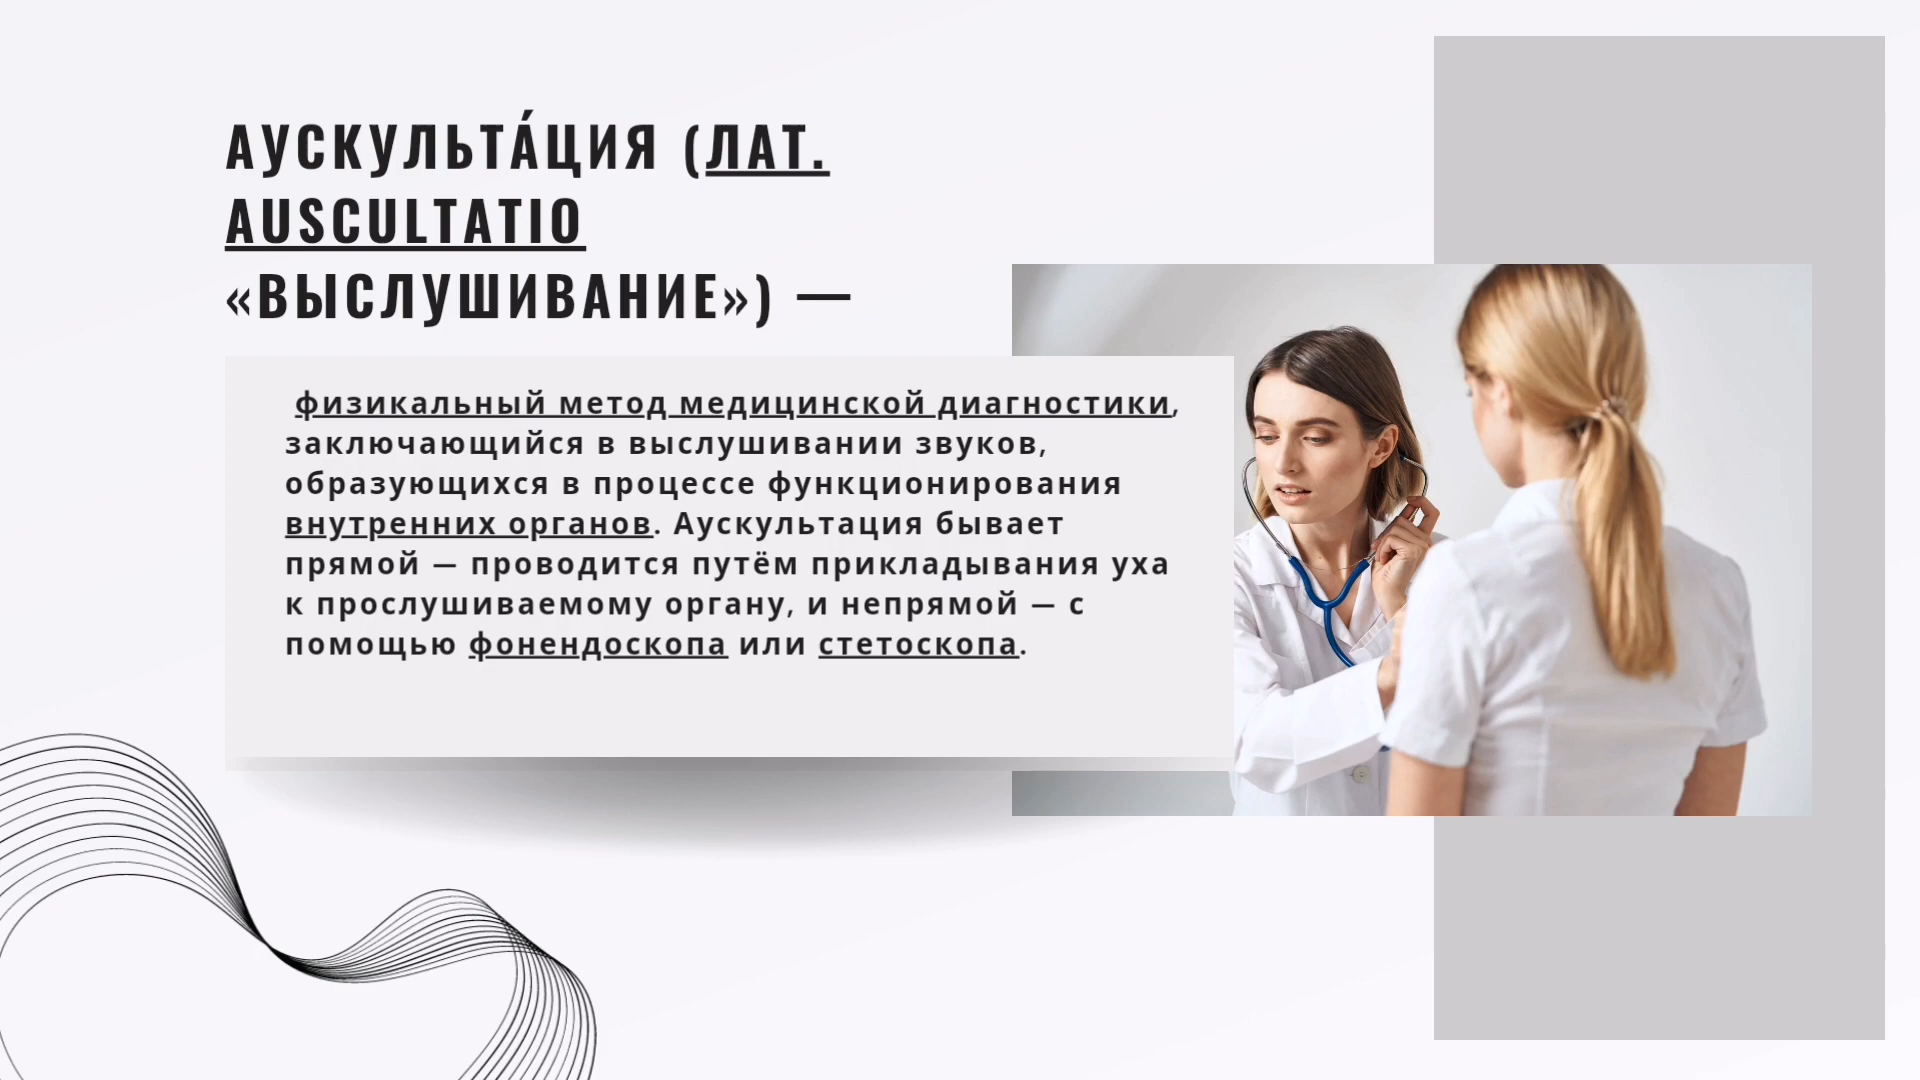 АУСКУЛЬТА́ЦИЯ (ЛАТ.
AUSCULTATIO
«ВЫСЛУШИВАНИЕ») —
физикальный метод медицинской диагностики,
заключающийся в выслушивании звуков,
образующихся в процессе функционирования
внутренних органов. Аускультация бывает
прямой — проводится путём прикладывания уха
к прослушиваемому органу, и непрямой — с
помощью фонендоскопа или стетоскопа.